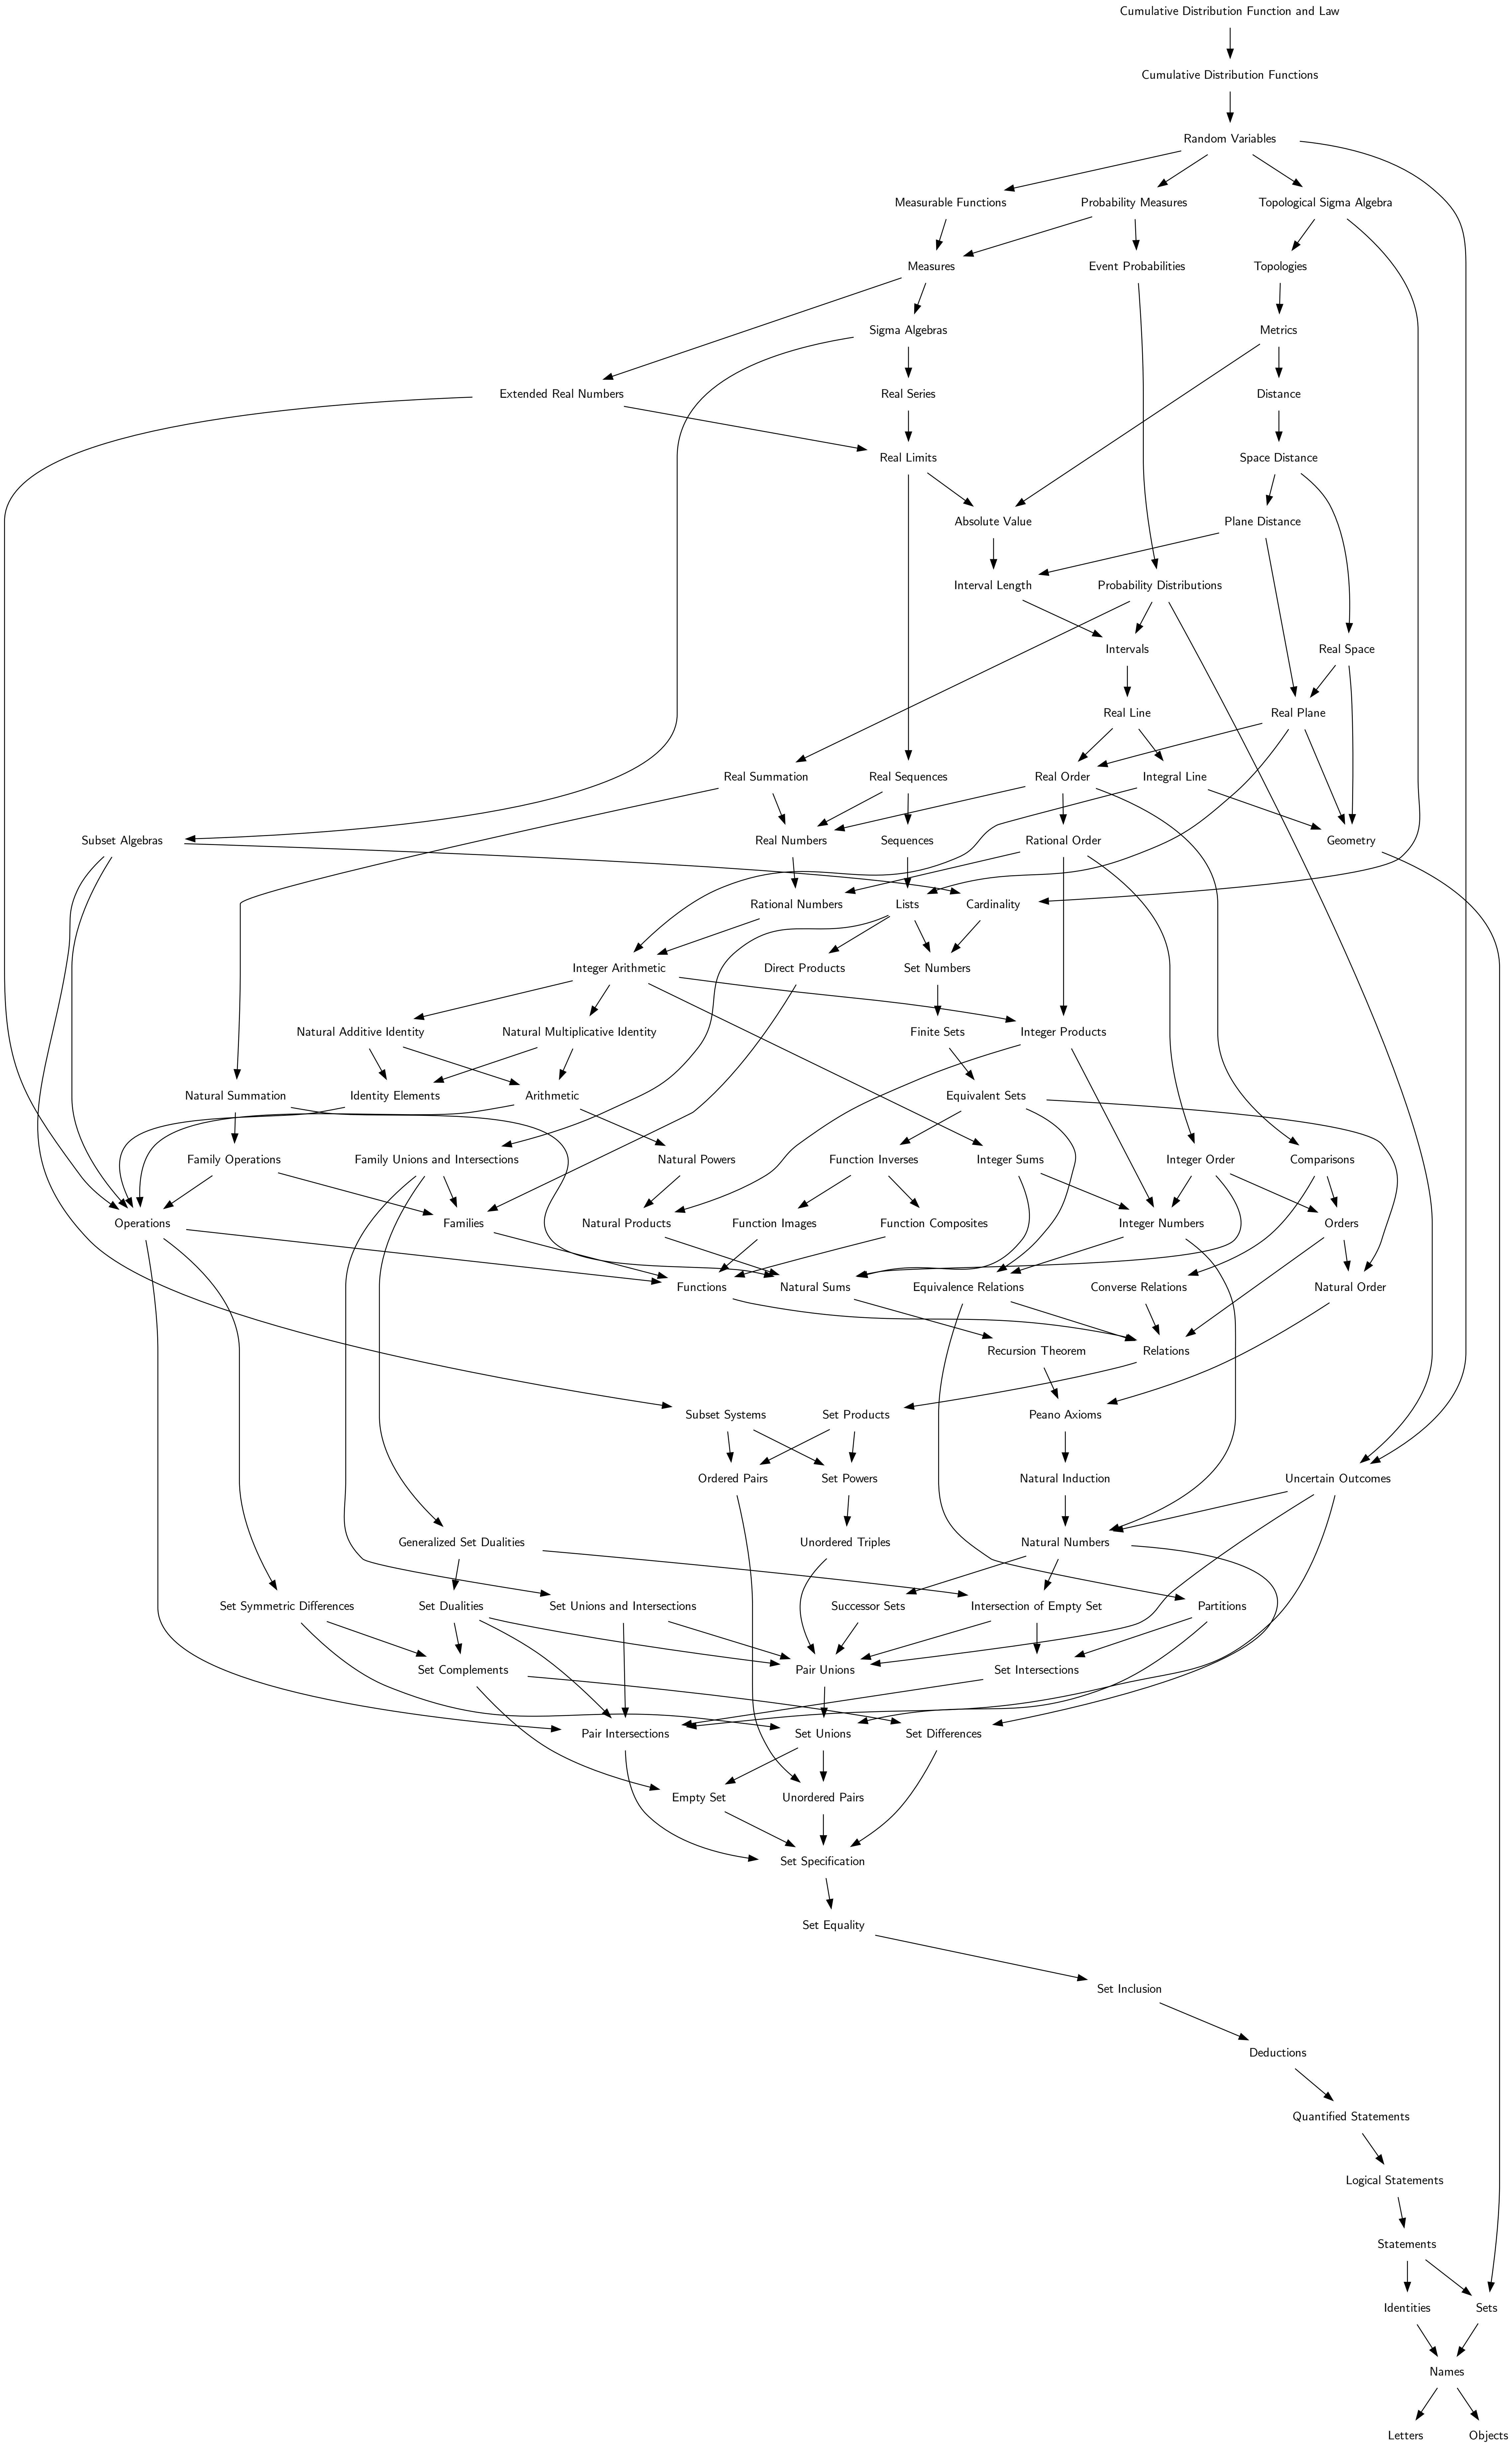 Cumulative Distribution Function and Law
Cumulative Distribution Functions
Random Variables
Measurable Functions
Probability Measures
Topological Sigma Algebra
Measures
Event Probabilities
Topologies
Sigma Algebras
Metrics
Extended Real Numbers
Real Series
Distance
Real Limits
Space Distance
Absolute Value
Plane Distance
Interval Length
Probability Distributions
Intervals
Real Space
Real Line
Real Plane
Real Summation
Real Sequences
Real Order
Integral Line
Subset Algebras
Real Numbers
Sequences
Rational Order
Geometry
Rational Numbers
Lists
Cardinality
Integer Arithmetic
Direct Products
Set Numbers
Natural Additive Identity
Natural Multiplicative Identity
Finite Sets
Integer Products
Natural Summation
Identity Elements
Arithmetic
Equivalent Sets
Family Operations
Family Unions and Intersections
Natural Powers
Function Inverses
Integer Sums
Integer Order
Comparisons
Operations
Families
Natural Products
Function Images
Function Composites
Integer Numbers
Orders
Functions
Natural Sums
Equivalence Relations
Converse Relations
Natural Order
Recursion Theorem
Relations
Subset Systems
Set Products
Peano Axioms
Ordered Pairs
Set Powers
Natural Induction
Uncertain Outcomes
Generalized Set Dualities
Unordered Triples
Natural Numbers
Set Symmetric Differences
Set Dualities
Set Unions and Intersections
Successor Sets
Intersection of Empty Set
Partitions
Set Complements
Pair Unions
Set Intersections
Pair Intersections
Set Unions
Set Differences
Empty Set
Unordered Pairs
Set Specification
Set Equality
Set Inclusion
Deductions
Quantified Statements
Logical Statements
Statements
Identities
Sets
Names
Letters
Objects